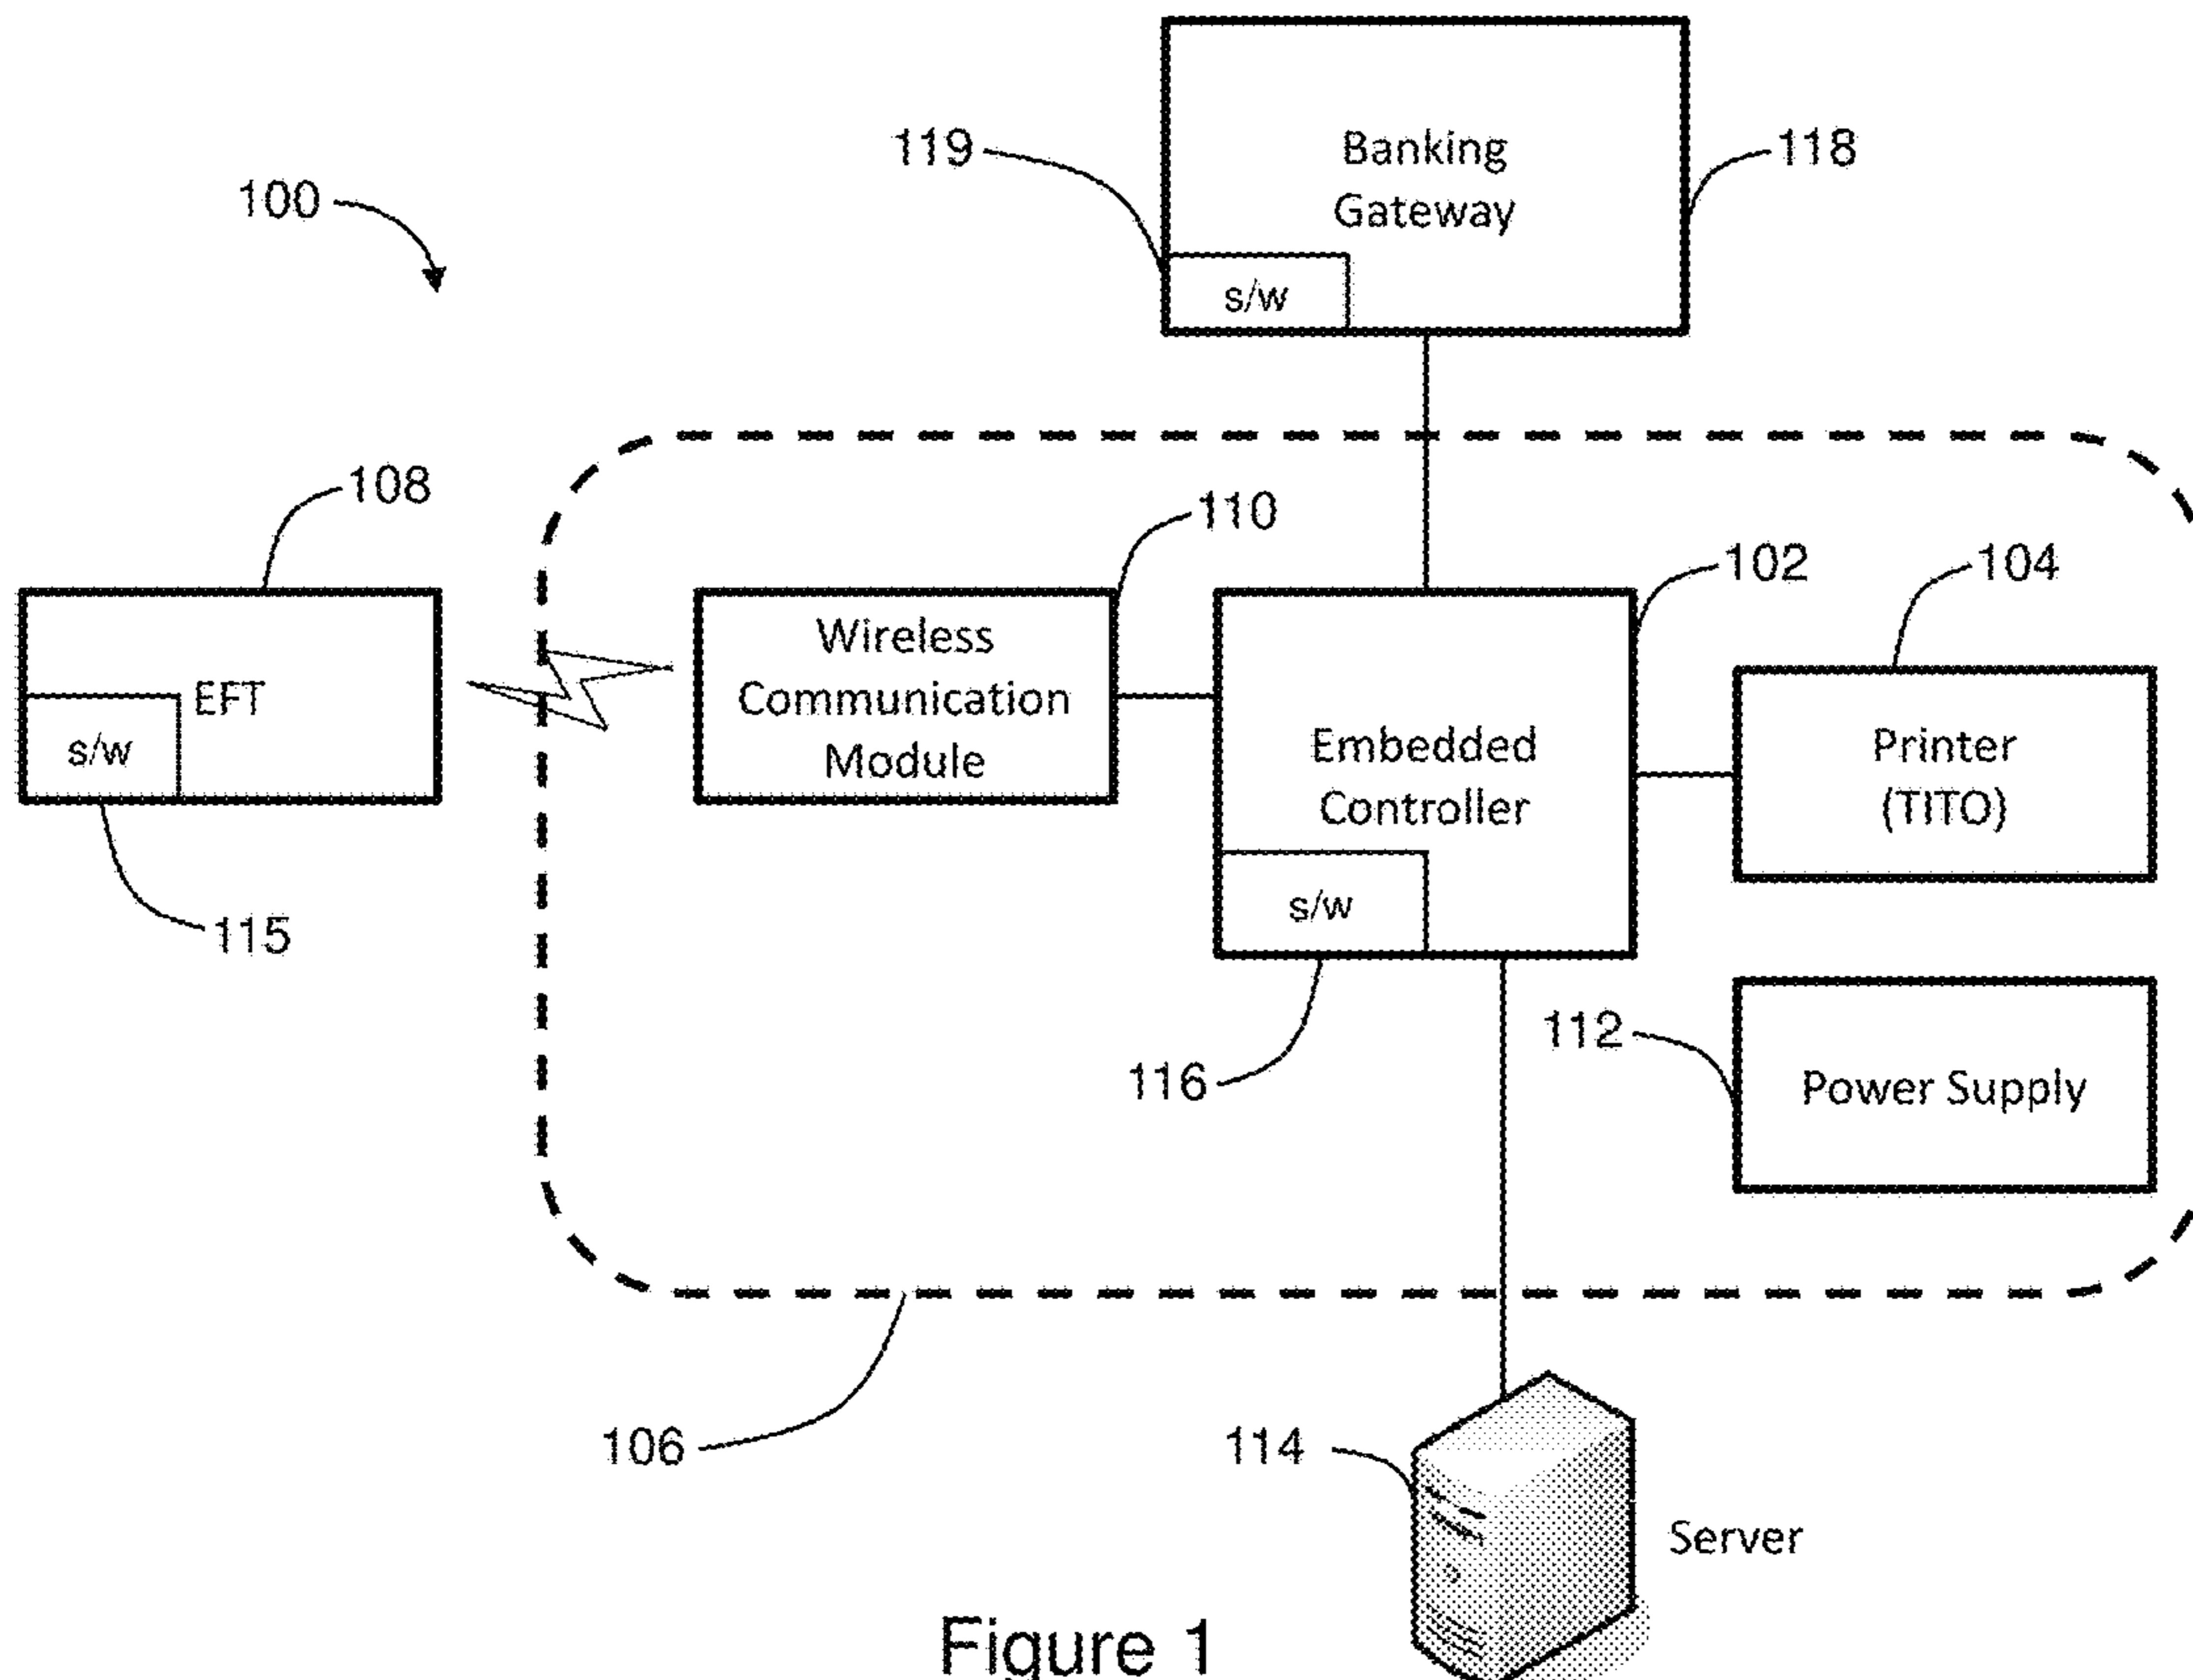 119
Banking
Gateway
118
100
s/w
108
110
102
104
EFT
s/w
Wireless
Communication
Module
Embedded
Controller
s/w
Printer
(TITO)
115
116
112
Power Supply
106
114
Server
Figure 1